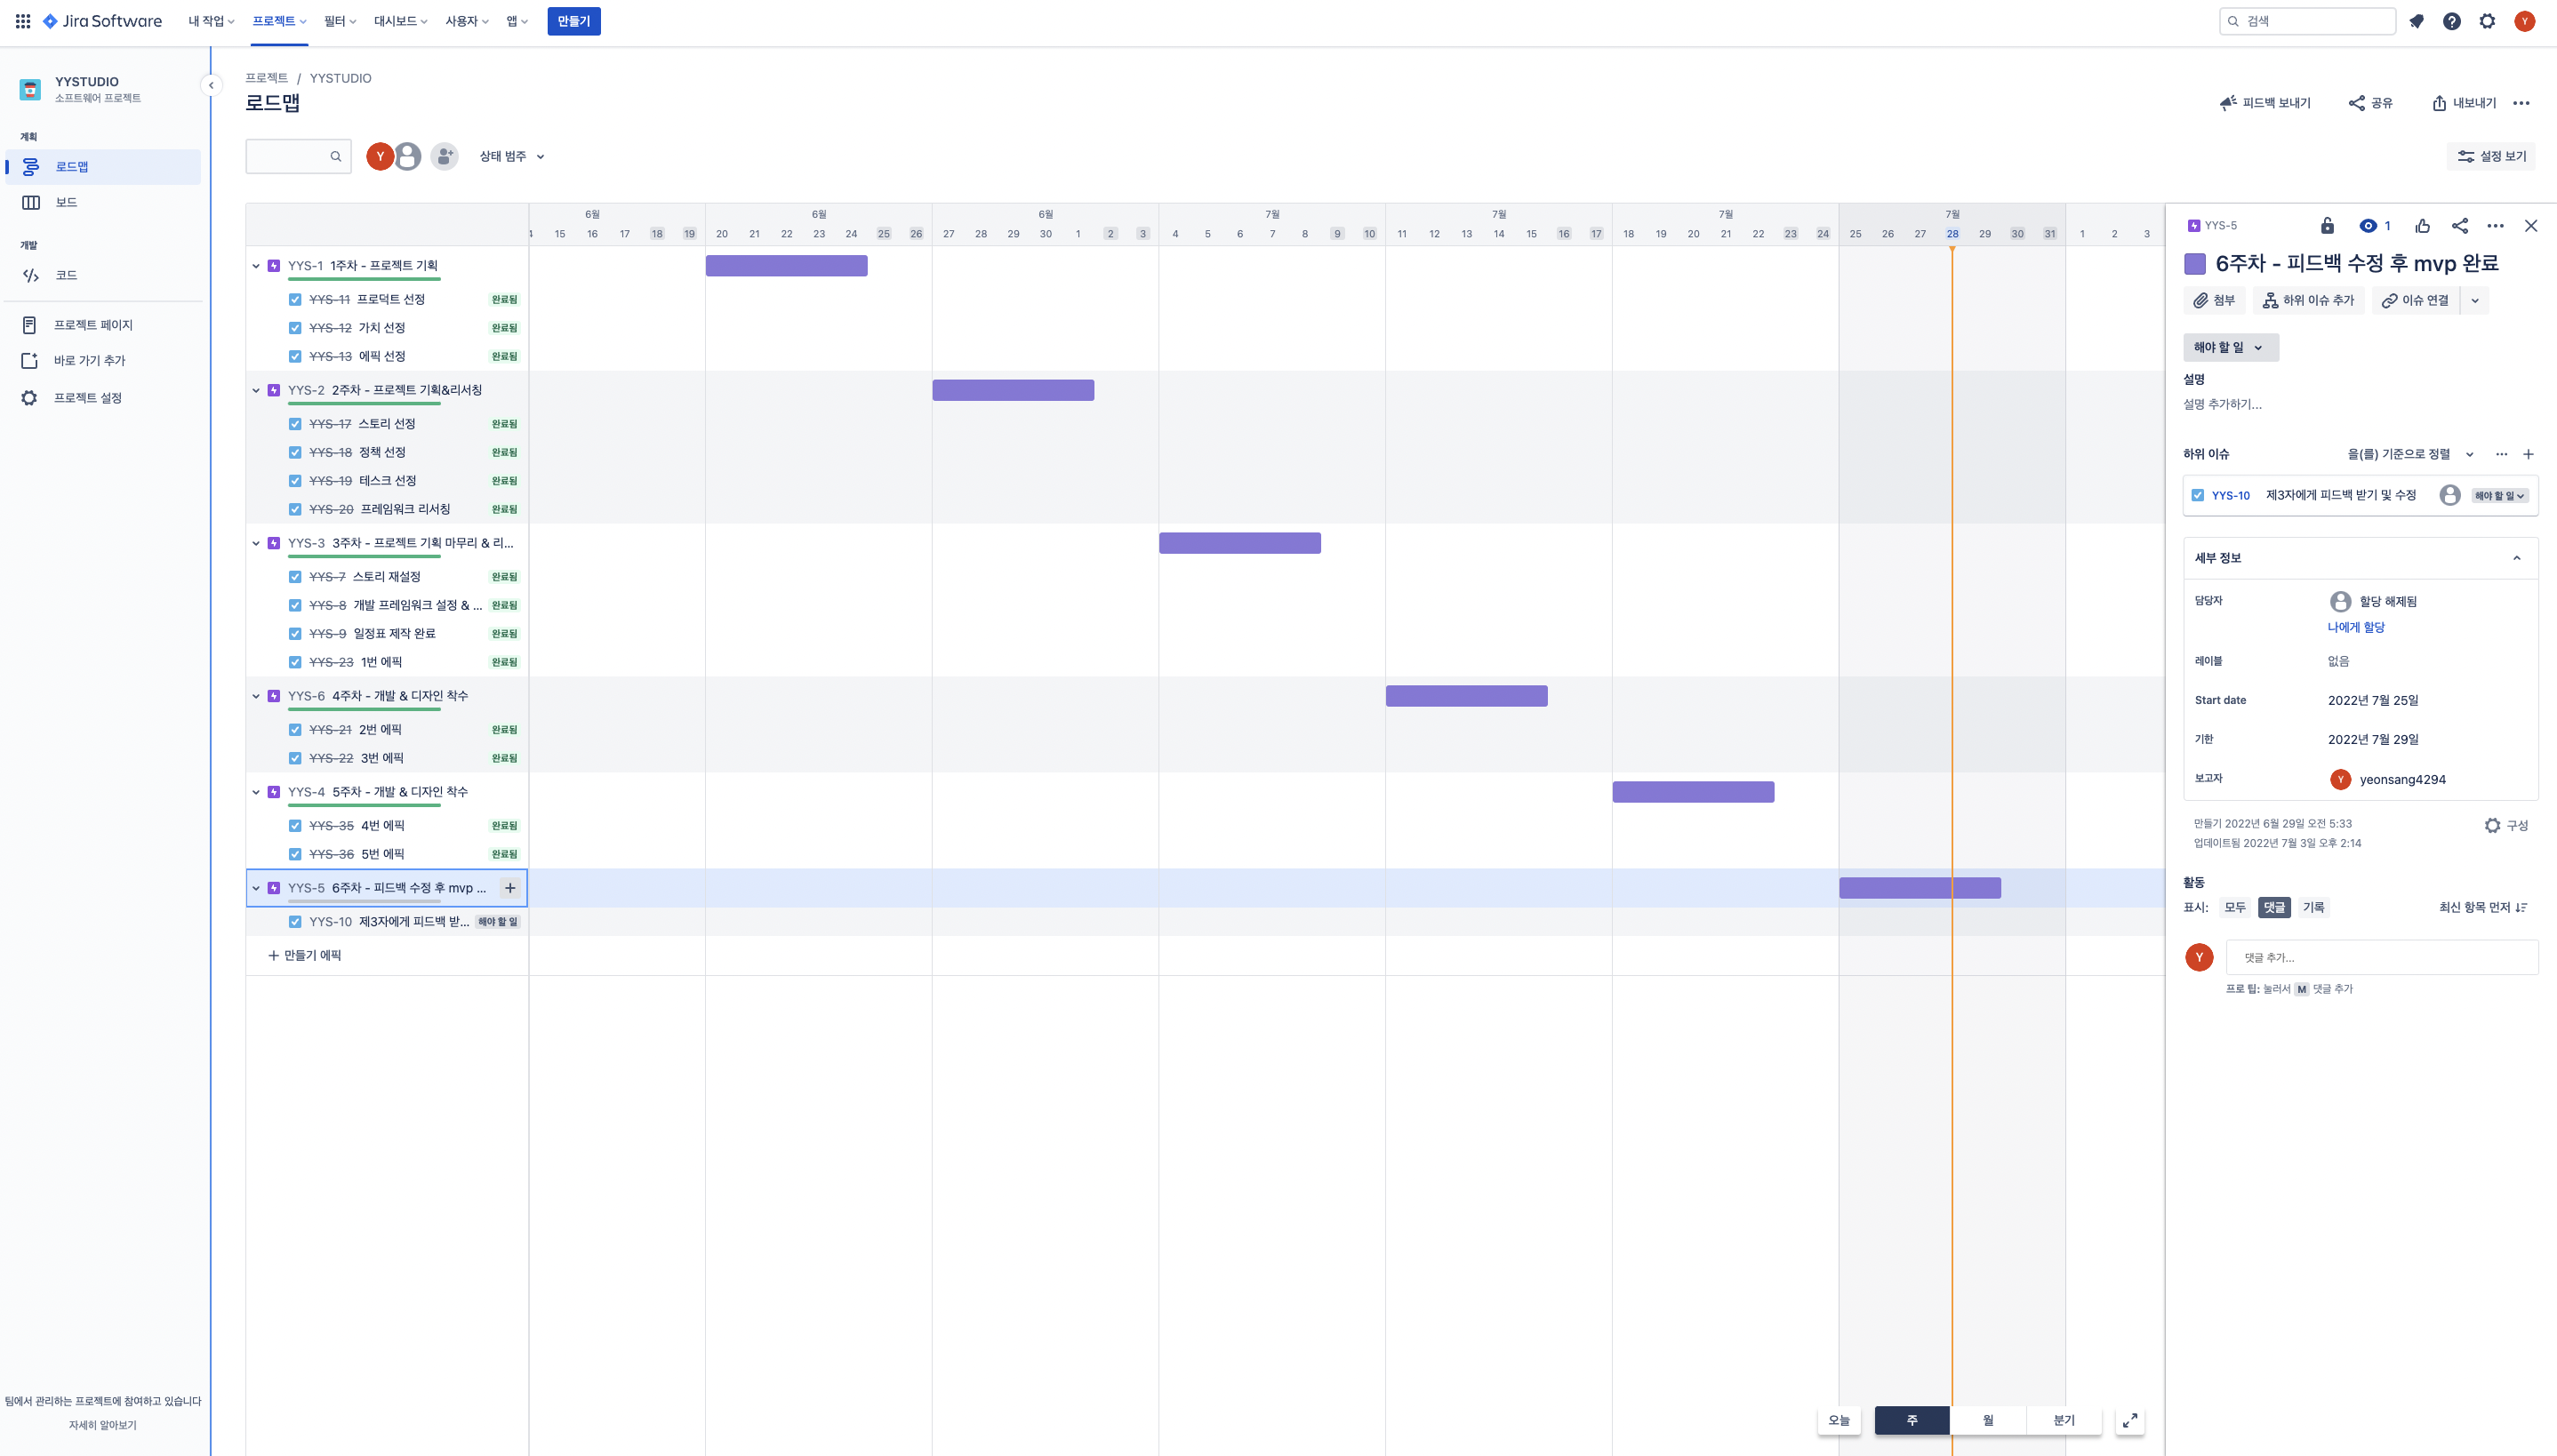 Jira Software 내 작업 프로젝트 필터 대시보드 사용자 앱 만들기 검색 Y
YYSTUDIO
소프트웨어 프로젝트
계획
로드맵
보드
개발
코드
프로젝트 페이지
바로 가기 추가
프로젝트 설정
팀에서 관리하는 프로젝트에 참여하고 있습니다
자세히 알아보기
프로젝트 / YYSTUDIO
로드맵
피드백 보내기 공유 내보내기
Y 상태 범주 설정 보기
6월 6월 6월 7월 7월 7월 7월
15 16 17 18 19 20 21 22 23 24 25 26 27 28 29 30 1 2 3 4 5 6 7 8 9 10 11 12 13 14 15 16 17 18 19 20 21 22 23 24 25 26 27 28 29 30 31 1 2 3
YYS-1 1주차 - 프로젝트 기획
YYS-11 프로덕트 선정 완료됨
YYS-12 가치 선정 완료됨
YYS-13 에픽 선정 완료됨
YYS-2 2주차 - 프로젝트 기획&리서칭
YYS-17 스토리 선정 완료됨
YYS-18 정책 선정 완료됨
YYS-19 테스크 선정 완료됨
YYS-20 프레임워크 리서칭 완료됨
YYS-3 3주차 - 프로젝트 기획 마무리 & 리...
YYS-7 스토리 재설정 완료됨
YYS-8 개발 프레임워크 설정 & ... 완료됨
YYS-9 일정표 제작 완료 완료됨
YYS-23 1번 에픽 완료됨
YYS-6 4주차 - 개발 & 디자인 착수
YYS-21 2번 에픽 완료됨
YYS-22 3번 에픽 완료됨
YYS-4 5주차 - 개발 & 디자인 착수
YYS-35 4번 에픽 완료됨
YYS-36 5번 에픽 완료됨
YYS-5 6주차 - 피드백 수정 후 mvp ...
YYS-10 제3자에게 피드백 받... 해야 할 일
만들기 에픽
오늘 주 월 분기
YYS-5 1
6주차 - 피드백 수정 후 mvp 완료
첨부 하위 이슈 추가 이슈 연결
해야 할 일
설명
설명 추가하기...
하위 이슈 을(를) 기준으로 정렬
YYS-10 제3자에게 피드백 받기 및 수정 해야 할 일
세부 정보
담당자 할당 해제됨
나에게 할당
레이블 없음
Start date 2022년 7월 25일
기한 2022년 7월 29일
보고자 Y yeonsang4294
만들기 2022년 6월 29일 오전 5:33 구성
업데이트됨 2022년 7월 3일 오후 2:14
활동
표시: 모두 댓글 기록 최신 항목 먼저
Y 댓글 추가...
프로 팁: 눌러서 M 댓글 추가